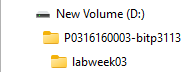 New Volume (D:)
P0316160003-bitp3113
labweek03